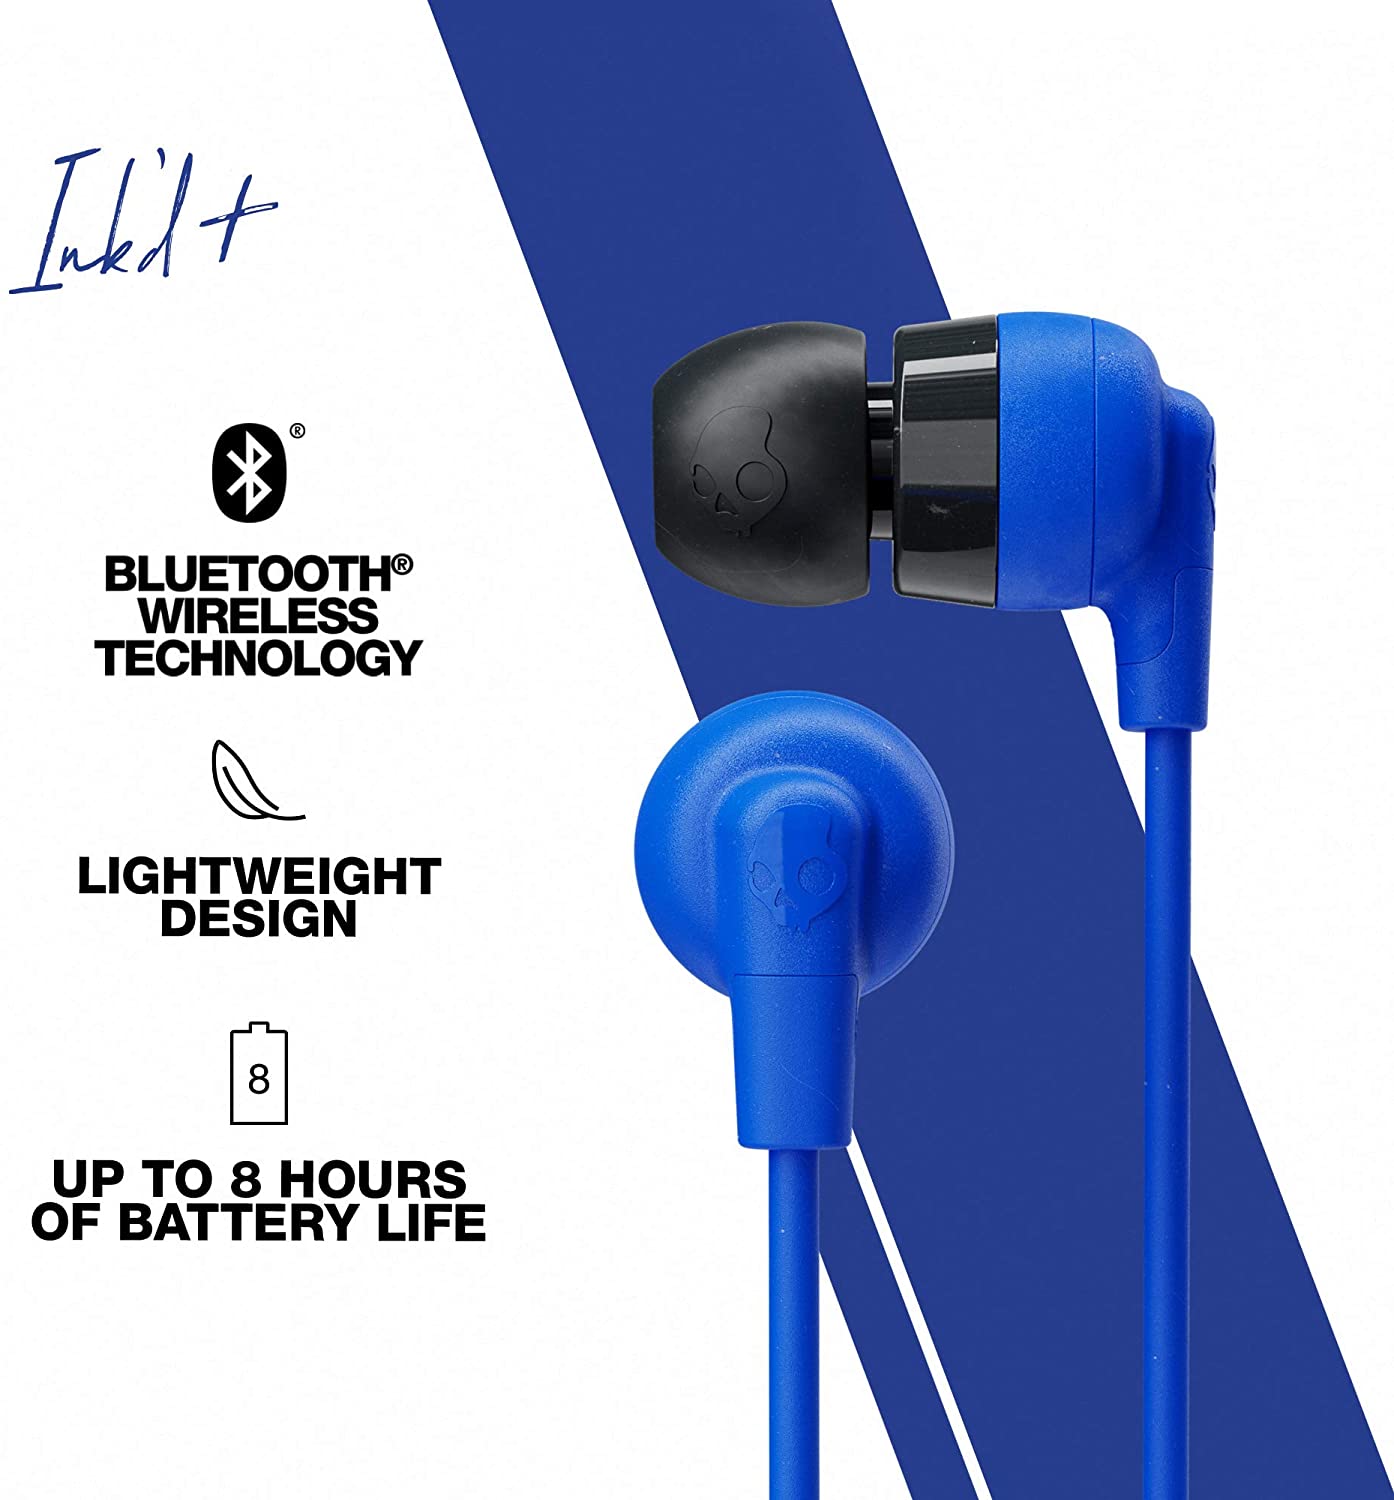 Ink'd +
®
BLUETOOTH®
WIRELESS
TECHNOLOGY
LIGHTWEIGHT
DESIGN
8
UP TO 8 HOURS
OF BATTERY LIFE